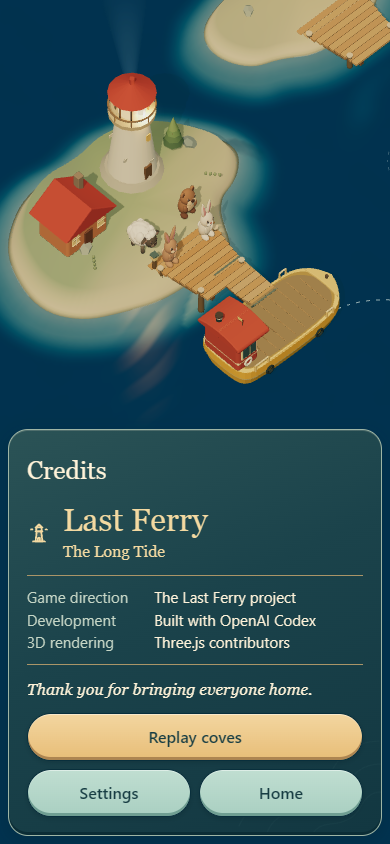 Credits
Last Ferry
The Long Tide
Game direction The Last Ferry project
Development Built with OpenAI Codex
3D rendering Three.js contributors
Thank you for bringing everyone home.
Replay coves
Settings Home